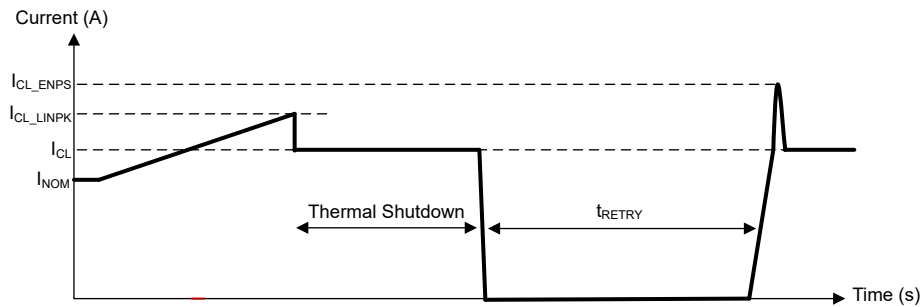 Current (A)
I_CL_ENPS
I_CL_LINPK
I_CL
I_NOM
Thermal Shutdown
t_RETRY
Time (s)